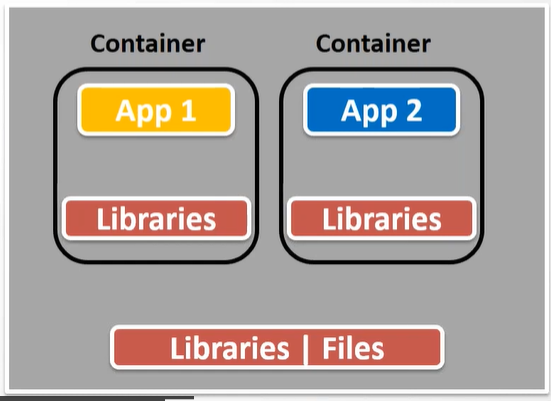 Container Container
App 1 App 2
Libraries Libraries
Libraries | Files